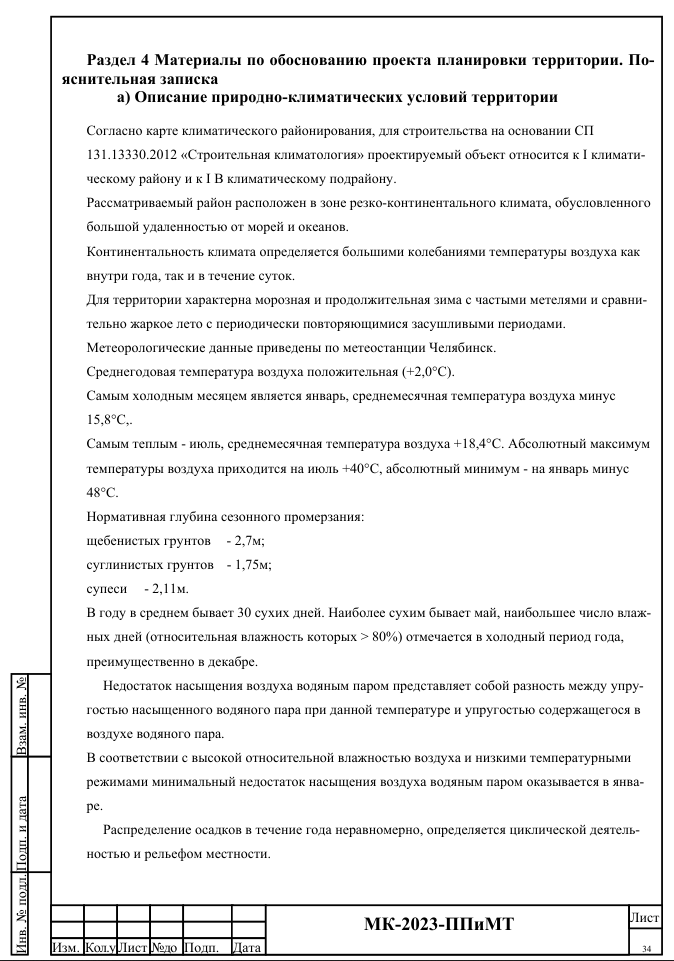 Раздел 4 Материалы по обоснованию проекта планировки территории. По-
яснительная записка
а) Описание природно-климатических условий территории
Согласно карте климатического районирования, для строительства на основании СП
131.13330.2012 «Строительная климатология» проектируемый объект относится к I климати-
ческому району и к I В климатическому подрайону.
Рассматриваемый район расположен в зоне резко-континентального климата, обусловленного
большой удаленностью от морей и океанов.
Континентальность климата определяется большими колебаниями температуры воздуха как
внутри года, так и в течение суток.
Для территории характерна морозная и продолжительная зима с частыми метелями и сравни-
тельно жаркое лето с периодически повторяющимися засушливыми периодами.
Метеорологические данные приведены по метеостанции Челябинск.
Среднегодовая температура воздуха положительная (+2,0°С).
Самым холодным месяцем является январь, среднемесячная температура воздуха минус
15,8°С,.
Самым теплым - июль, среднемесячная температура воздуха +18,4°С. Абсолютный максимум
температуры воздуха приходится на июль +40°С, абсолютный минимум - на январь минус
48°С.
Нормативная глубина сезонного промерзания:
щебенистых грунтов - 2,7м;
суглинистых грунтов - 1,75м;
супеси - 2,11м.
В году в среднем бывает 30 сухих дней. Наиболее сухим бывает май, наибольшее число влаж-
ных дней (относительная влажность которых > 80%) отмечается в холодный период года,
преимущественно в декабре.
Недостаток насыщения воздуха водяным паром представляет собой разность между упру-
гостью насыщенного водяного пара при данной температуре и упругостью содержащегося в
воздухе водяного пара.
В соответствии с высокой относительной влажностью воздуха и низкими температурными
режимами минимальный недостаток насыщения воздуха водяным паром оказывается в янва-
ре.
Распределение осадков в течение года неравномерно, определяется циклической деятель-
ностью и рельефом местности.
Взам. инв. №
Подп. и дата
Инв. № подл.
МК-2023-ППиМТ
Лист
34
Изм. Кол.у Лист №до Подп. Дата